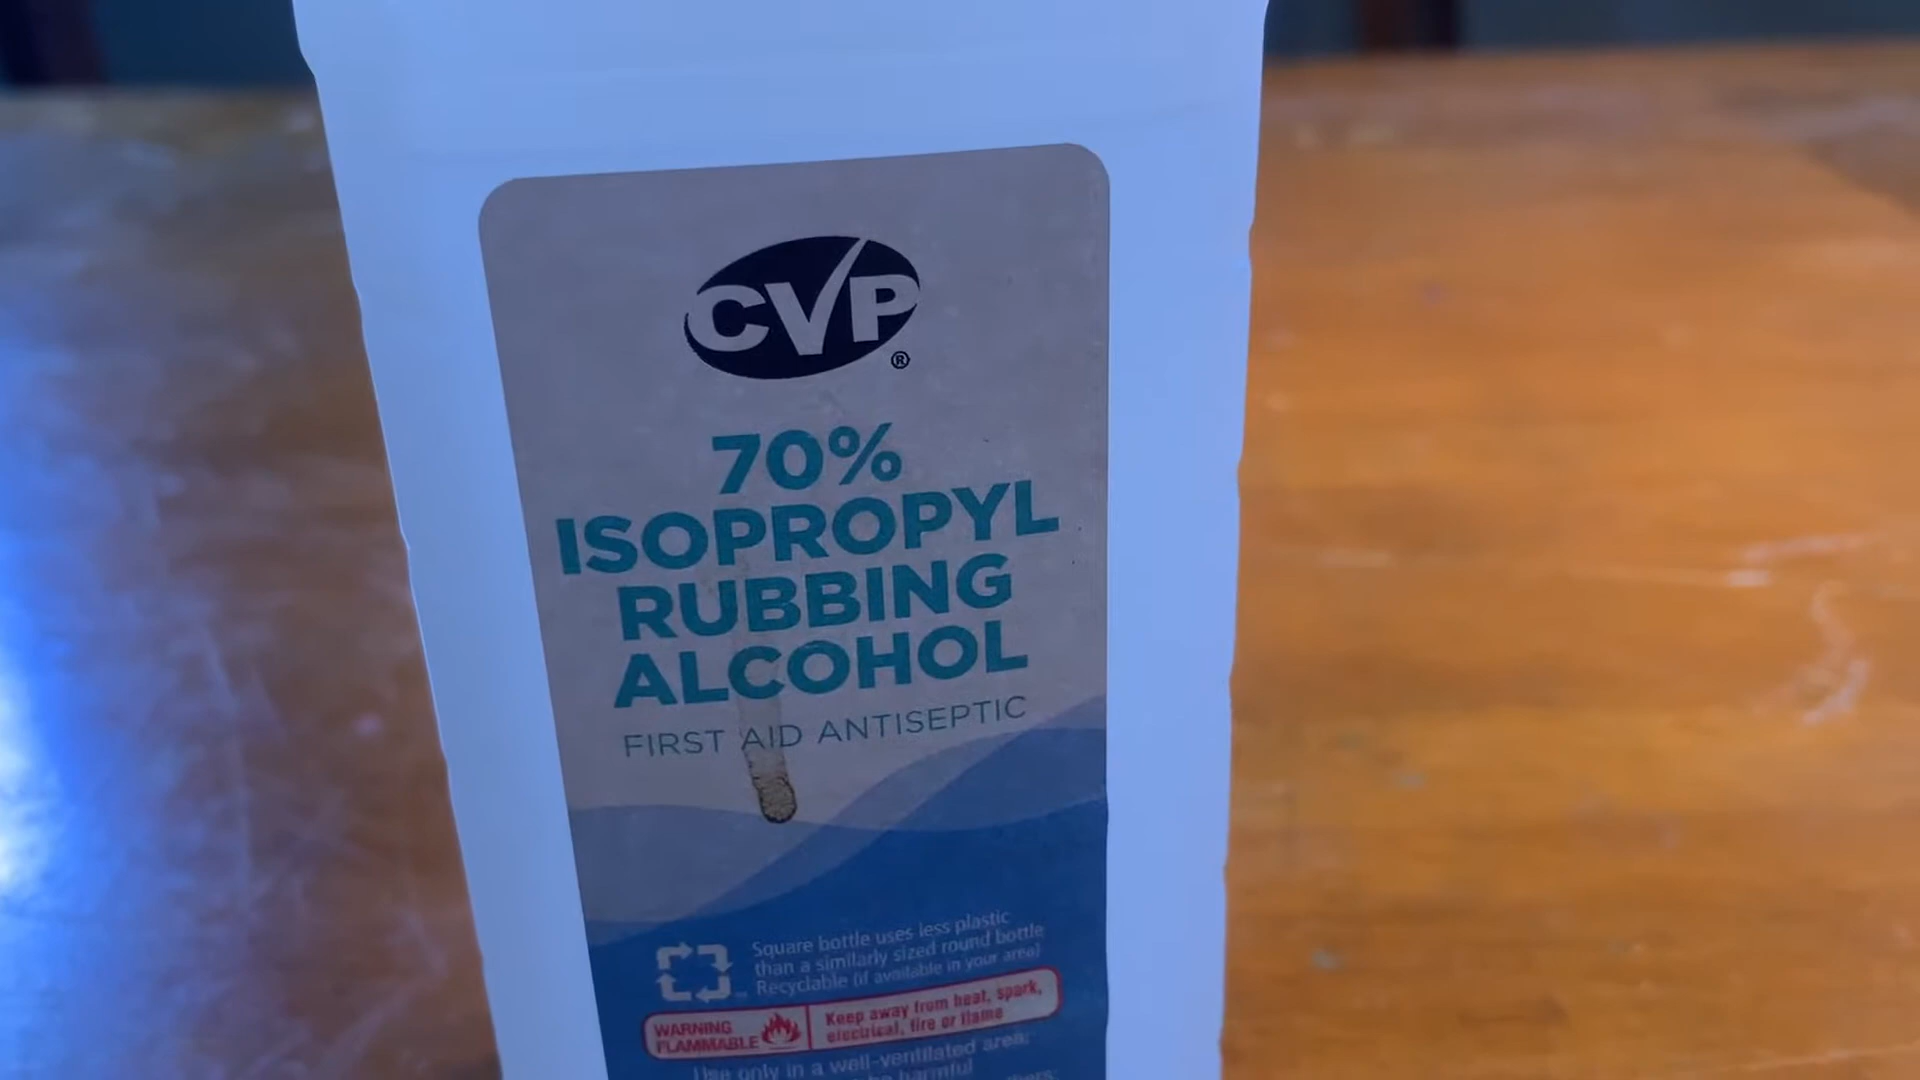 CVP®
70%
ISOPROPYL
RUBBING
ALCOHOL
FIRST AID ANTISEPTIC
Square bottle uses less plastic
than a similarly sized round bottle
Recyclable (if available in your area)
WARNING
FLAMMABLE
Keep away from heat, spark,
electrical, fire or flame
Use only in a well-ventilated area;
be harmful